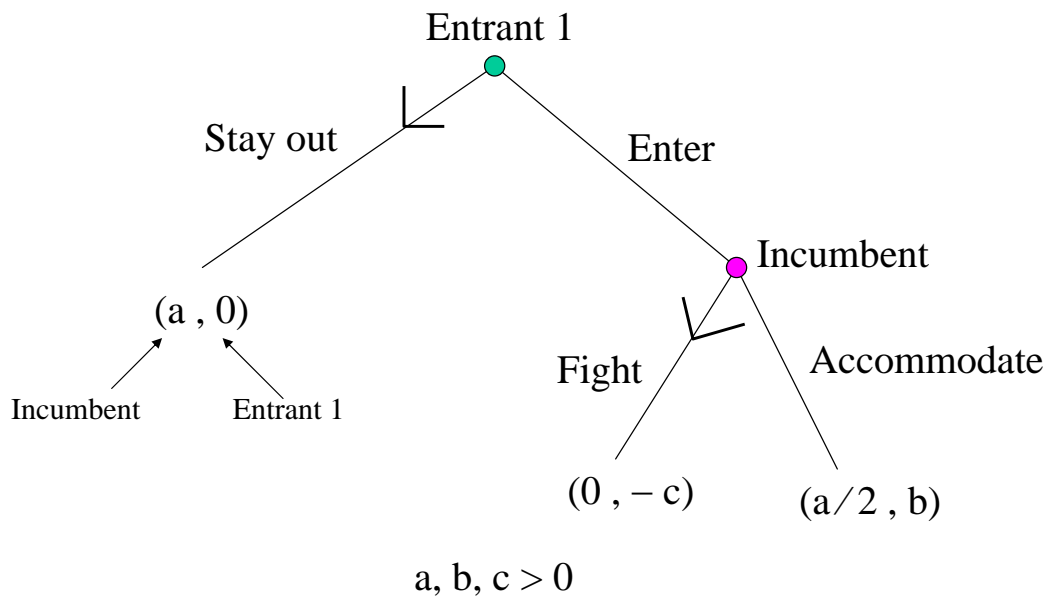 Entrant 1
Stay out
Enter
Incumbent
(a , 0)
Fight
Accommodate
Incumbent
Entrant 1
(0 , − c)
(a ⁄ 2 , b)
a, b, c > 0